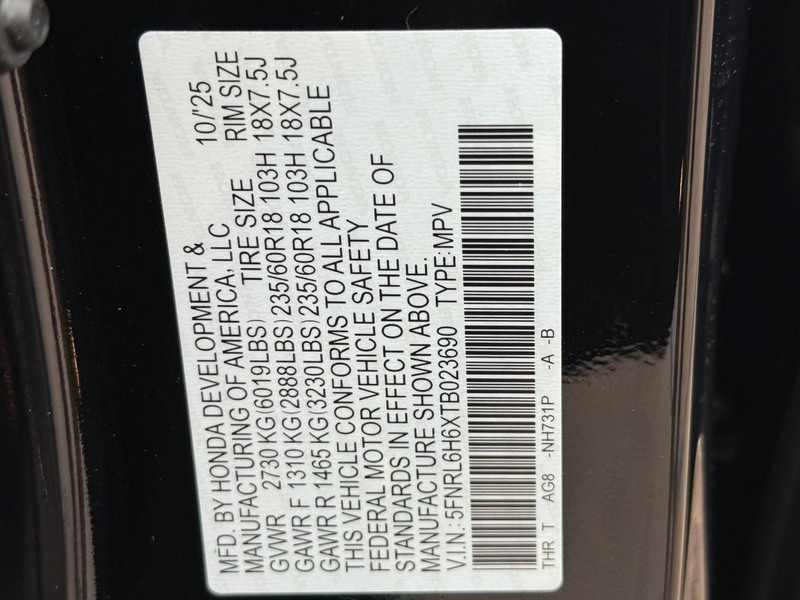 MFD. BY HONDA DEVELOPMENT & 10/'25
MANUFACTURING OF AMERICA, LLC
TIRE SIZE RIM SIZE
GVWR 2730 KG(6019LBS)
GAWR F 1310 KG(2888LBS) 235/60R18 103H 18X7.5J
GAWR R 1465 KG(3230LBS) 235/60R18 103H 18X7.5J
THIS VEHICLE CONFORMS TO ALL APPLICABLE
FEDERAL MOTOR VEHICLE SAFETY
STANDARDS IN EFFECT ON THE DATE OF
MANUFACTURE SHOWN ABOVE.
V.I.N.: 5FNRL6H6XTB023690 TYPE:MPV
THR T AG8 -NH731P -A -B